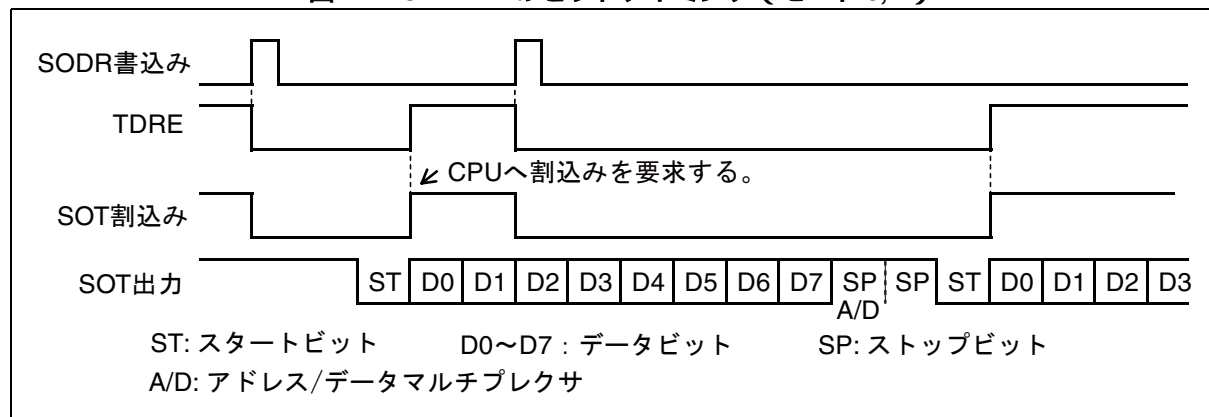 SODR書込み
TDRE
CPUへ割込みを要求する。
SOT割込み
SOT出力 ST D0 D1 D2 D3 D4 D5 D6 D7 SP SP ST D0 D1 D2 D3
A/D
ST: スタートビット D0～D7：データビット SP: ストップビット
A/D: アドレス/データマルチプレクサ